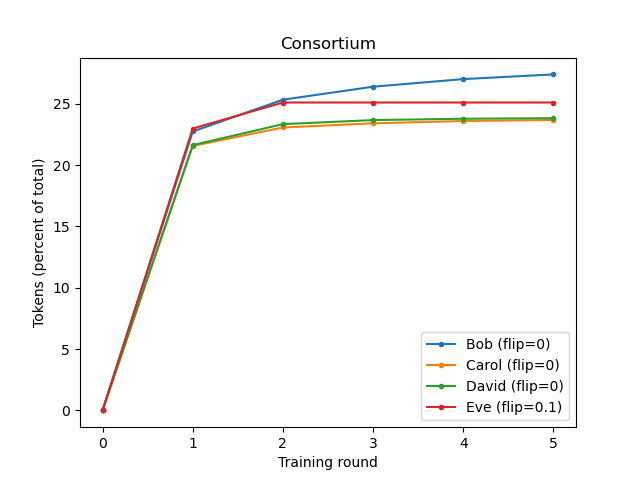 Consortium
Tokens (percent of total)
25
20
15
10
5
0
0 1 2 3 4 5
Training round
Bob (flip=0)
Carol (flip=0)
David (flip=0)
Eve (flip=0.1)